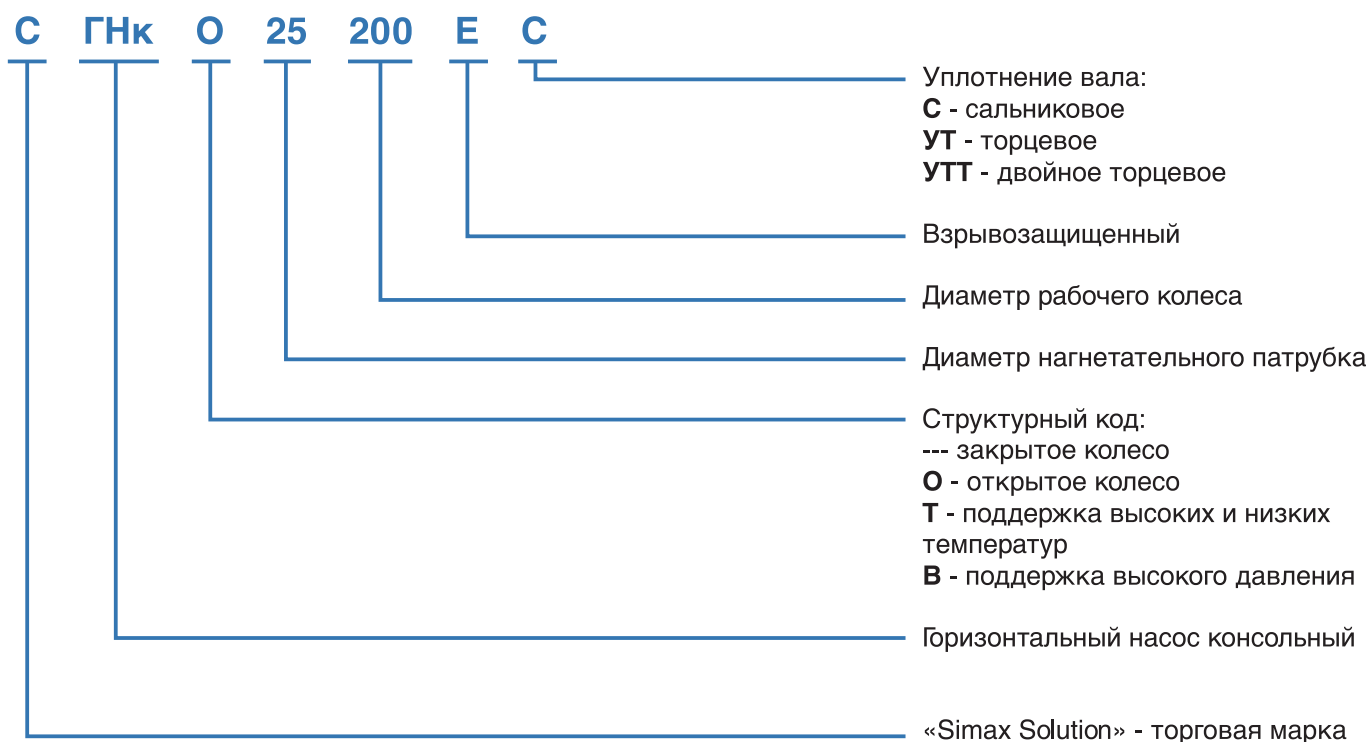 С ГНк О 25 200 Е С
Уплотнение вала:
С - сальниковое
УТ - торцевое
УТТ - двойное торцевое
Взрывозащищенный
Диаметр рабочего колеса
Диаметр нагнетательного патрубка
Структурный код:
--- закрытое колесо
О - открытое колесо
Т - поддержка высоких и низких
температур
В - поддержка высокого давления
Горизонтальный насос консольный
«Simax Solution» - торговая марка